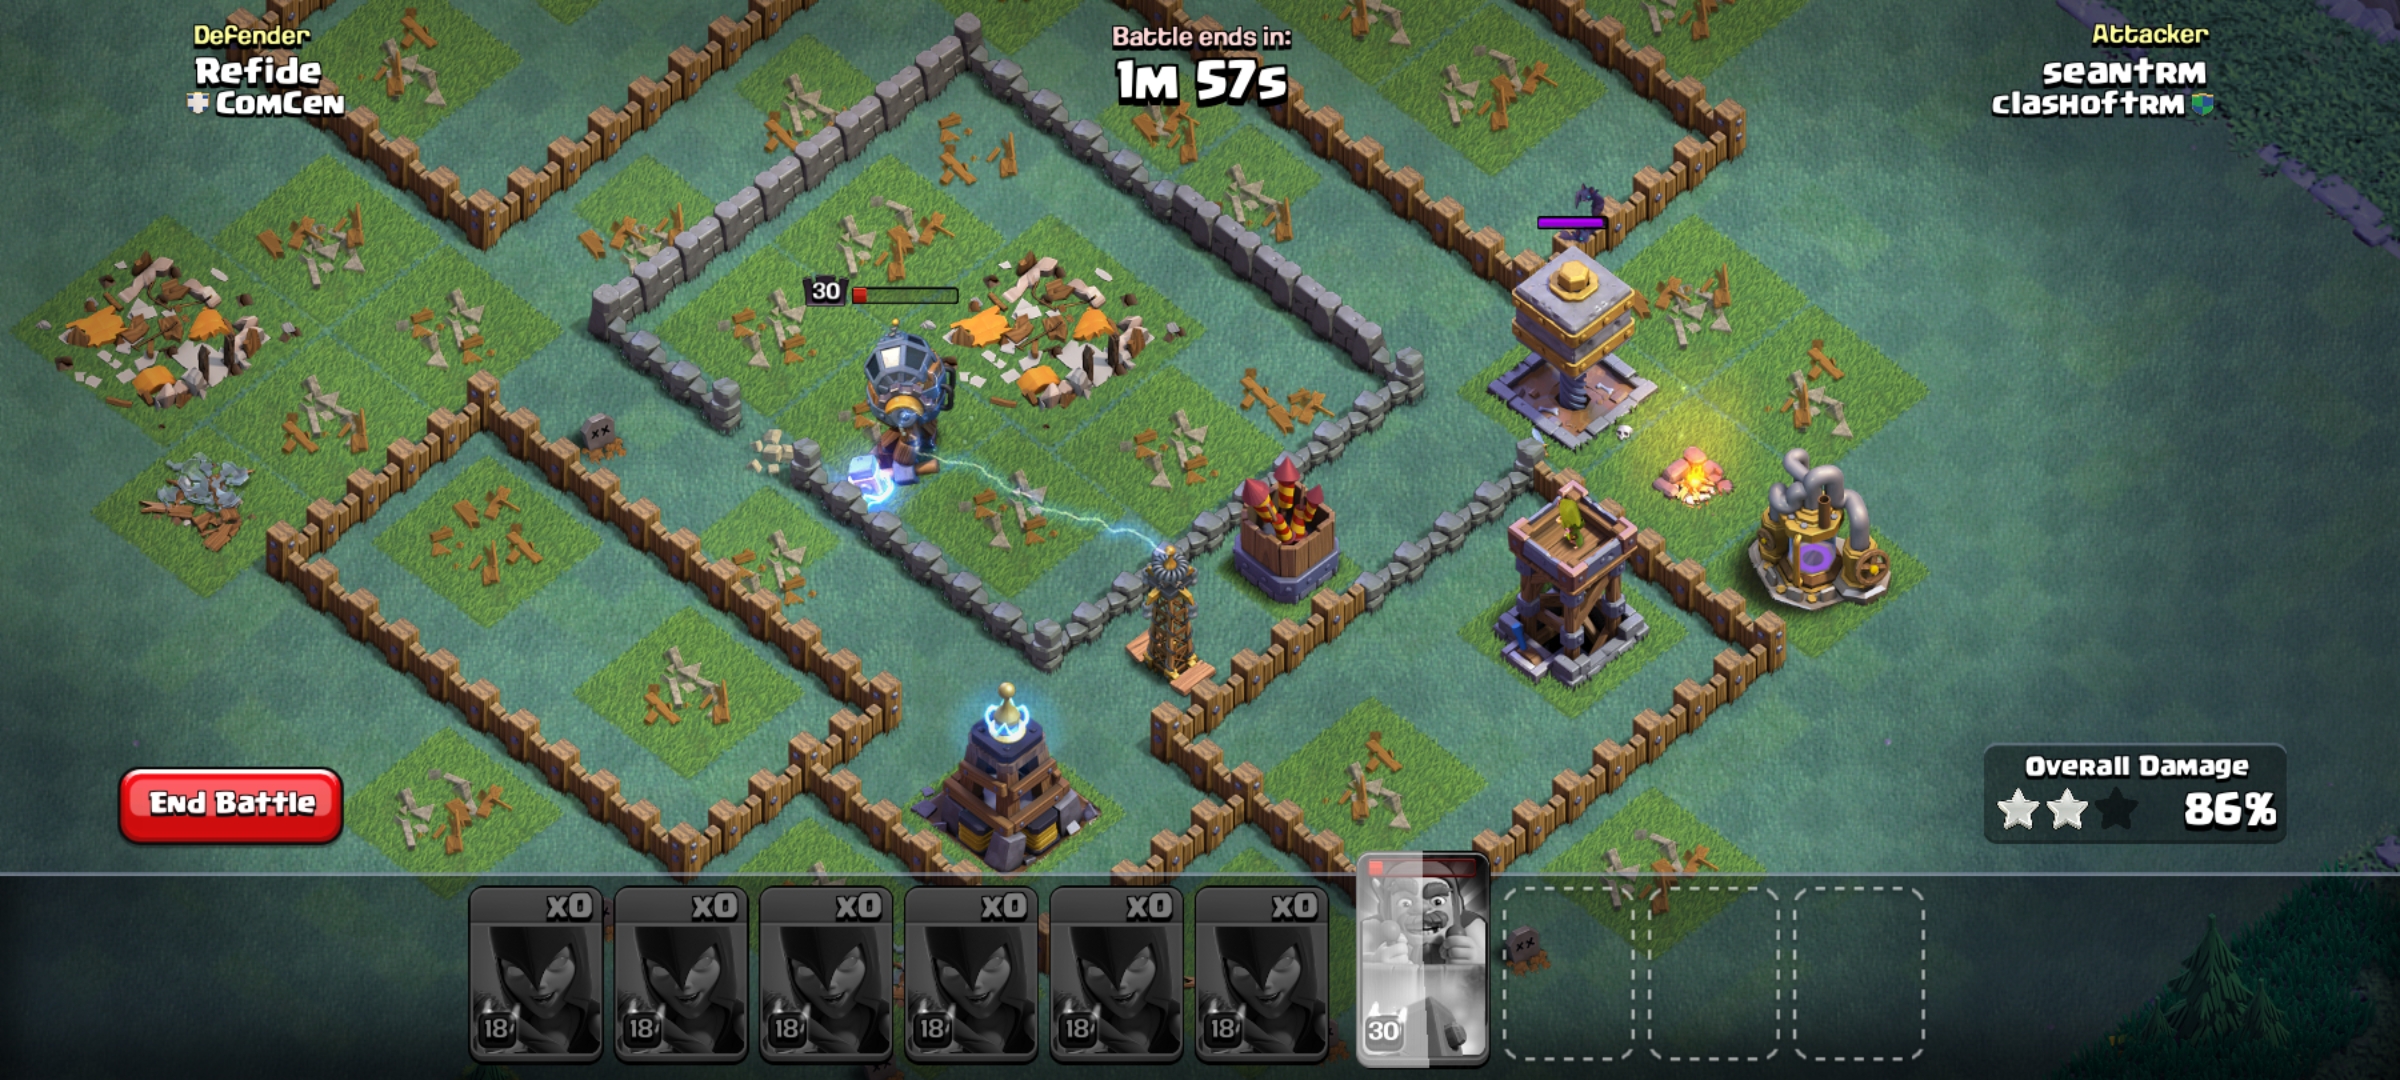 Defender
Refide
ComCen
Battle ends in:
1M 57s
Attacker
seantrm
clashoftrm
30
End Battle
Overall Damage
86%
x0 x0 x0 x0 x0 x0
18 18 18 18 18 18 30